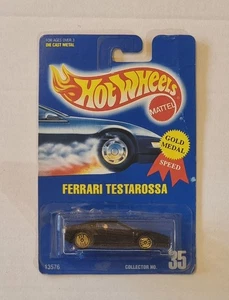 DIE CAST METAL
Hot Wheels
MATTEL
GOLD
MEDAL
SPEED
FERRARI TESTAROSSA
COLLECTOR NO.
35